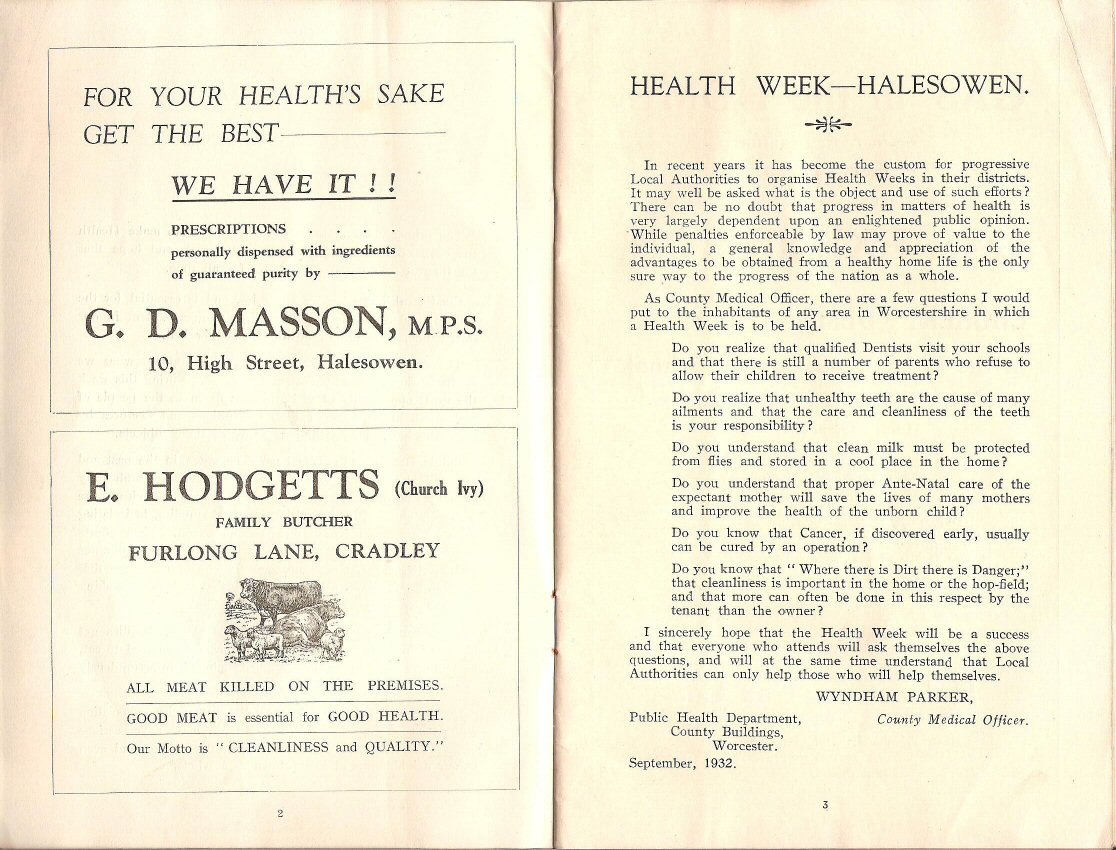 FOR YOUR HEALTH'S SAKE
GET THE BEST
WE HAVE IT ! !
PRESCRIPTIONS . . . .
personally dispensed with ingredients
of guaranteed purity by
G. D. MASSON, M.P.S.
10, High Street, Halesowen.
E. HODGETTS (Church Ivy)
FAMILY BUTCHER
FURLONG LANE, CRADLEY
ALL MEAT KILLED ON THE PREMISES.
GOOD MEAT is essential for GOOD HEALTH.
Our Motto is " CLEANLINESS and QUALITY."
2
HEALTH WEEK—HALESOWEN.
In recent years it has become the custom for progressive
Local Authorities to organise Health Weeks in their districts.
It may well be asked what is the object and use of such efforts?
There can be no doubt that progress in matters of health is
very largely dependent upon an enlightened public opinion.
While penalties enforceable by law may prove of value to the
individual, a general knowledge and appreciation of the
advantages to be obtained from a healthy home life is the only
sure way to the progress of the nation as a whole.
As County Medical Officer, there are a few questions I would
put to the inhabitants of any area in Worcestershire in which
a Health Week is to be held.
Do you realize that qualified Dentists visit your schools
and that there is still a number of parents who refuse to
allow their children to receive treatment?
Do you realize that unhealthy teeth are the cause of many
ailments and that the care and cleanliness of the teeth
is your responsibility?
Do you understand that clean milk must be protected
from flies and stored in a cool place in the home?
Do you understand that proper Ante-Natal care of the
expectant mother will save the lives of many mothers
and improve the health of the unborn child?
Do you know that Cancer, if discovered early, usually
can be cured by an operation?
Do you know that " Where there is Dirt there is Danger;"
that cleanliness is important in the home or the hop-field;
and that more can often be done in this respect by the
tenant than the owner?
I sincerely hope that the Health Week will be a success
and that everyone who attends will ask themselves the above
questions, and will at the same time understand that Local
Authorities can only help those who will help themselves.
WYNDHAM PARKER,
County Medical Officer.
Public Health Department,
County Buildings,
Worcester.
September, 1932.
3